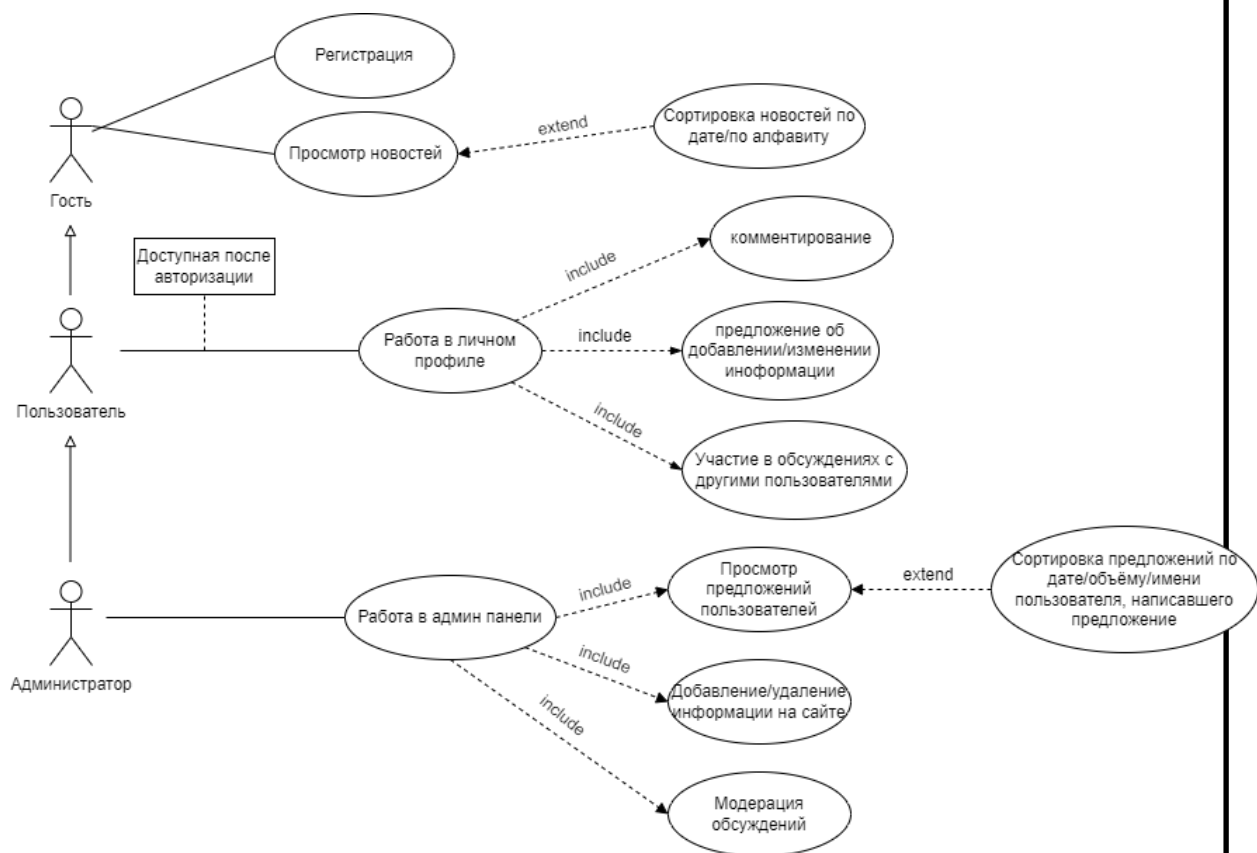 Регистрация
Просмотр новостей
extend
Сортировка новостей по
дате/по алфавиту
Гость
Доступная после
авторизации
include
комментирование
Работа в личном
профиле
include
предложение об
добавлении/изменении
иноформации
Пользователь
include
Участие в обсуждениях с
другими пользователями
Работа в админ панели
include
Просмотр
предложений
пользователей
extend
Сортировка предложений по
дате/объёму/имени
пользователя, написавшего
предложение
Администратор
include
Добавление/удаление
информации на сайте
include
Модерация
обсуждений